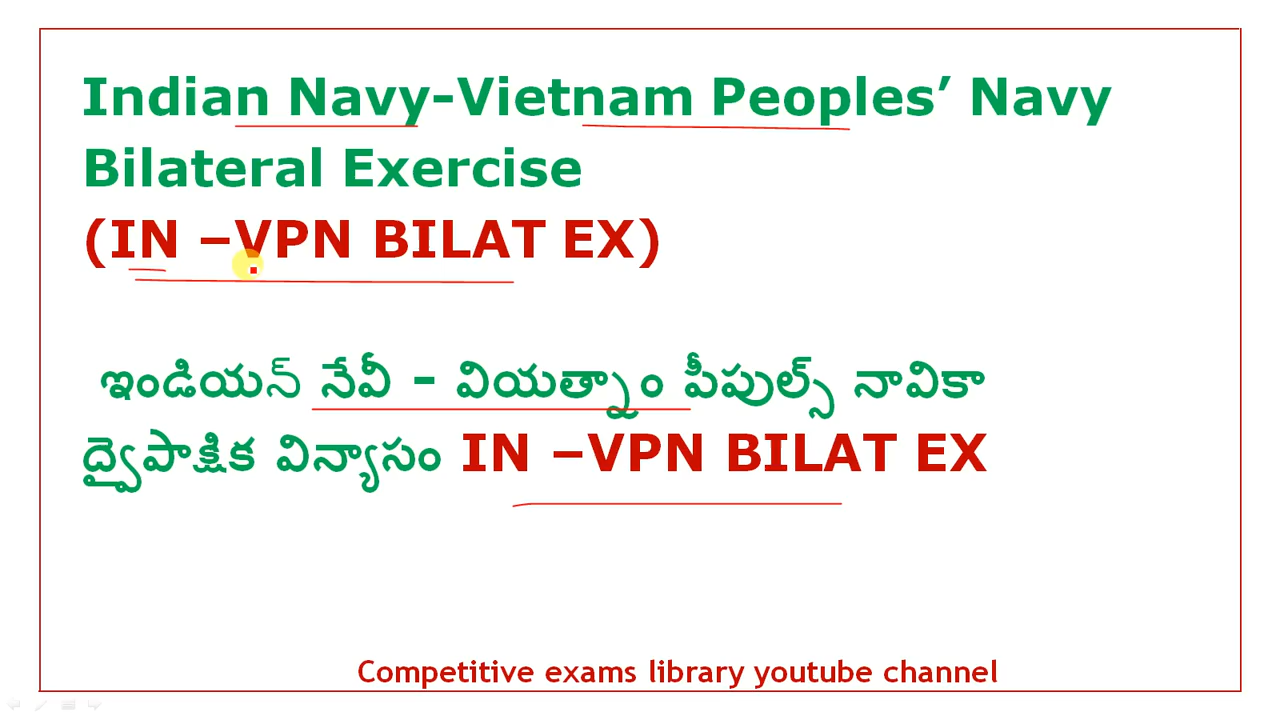 Indian Navy-Vietnam Peoples’ Navy
Bilateral Exercise
(IN –VPN BILAT EX)
ఇండియన్ నేవీ - వియత్నాం పీపుల్స్ నావికా
ద్వైపాక్షిక విన్యాసం IN –VPN BILAT EX
Competitive exams library youtube channel